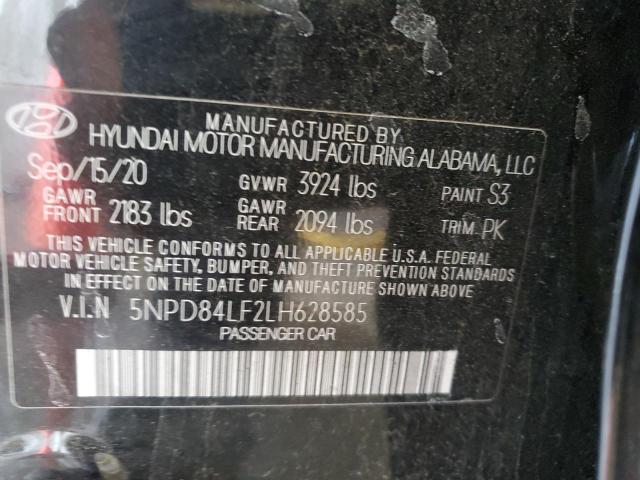 MANUFACTURED BY
HYUNDAI MOTOR MANUFACTURING ALABAMA, LLC
Sep/15/20 GVWR 3924 lbs PAINT S3
GAWR FRONT 2183 lbs GAWR REAR 2094 lbs TRIM PK
THIS VEHICLE CONFORMS TO ALL APPLICABLE U.S.A. FEDERAL
MOTOR VEHICLE SAFETY, BUMPER, AND THEFT PREVENTION STANDARDS
IN EFFECT ON THE DATE OF MANUFACTURE SHOWN ABOVE.
V.I.N 5NPD84LF2LH628585
PASSENGER CAR